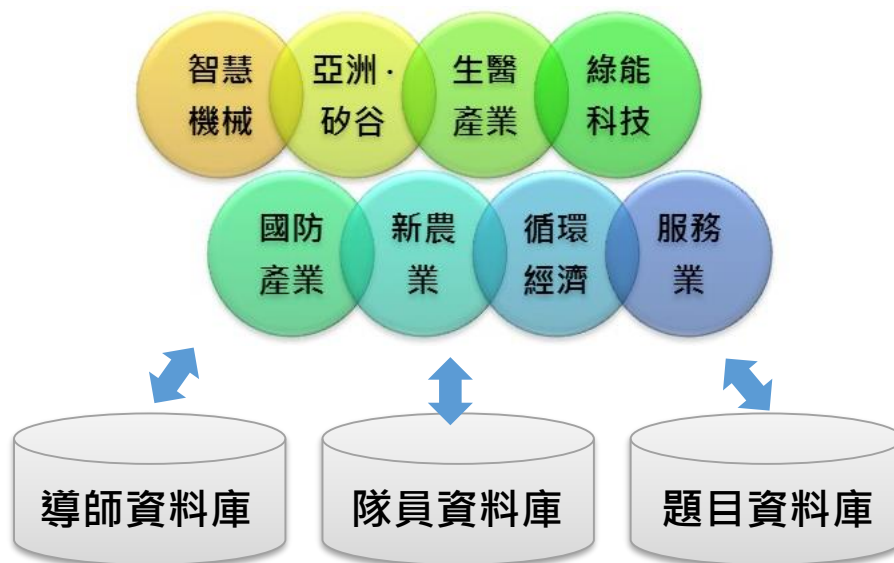 智慧
機械
亞洲·
矽谷
生醫
產業
綠能
科技
國防
產業
新農
業
循環
經濟
服務
業
導師資料庫
隊員資料庫
題目資料庫